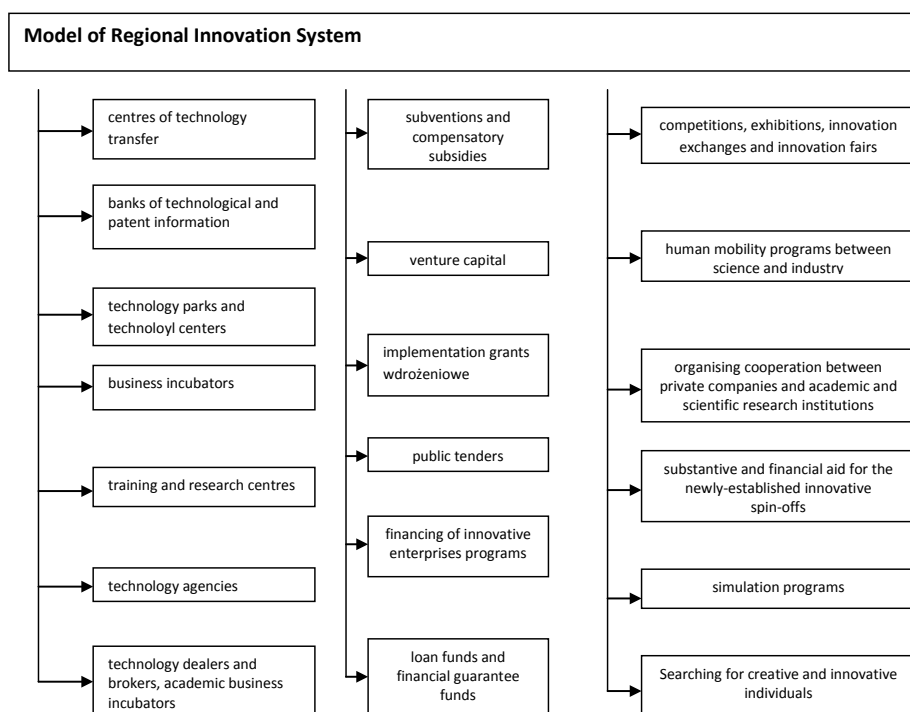 Model of Regional Innovation System
centres of technology
transfer
banks of technological and
patent information
technology parks and
technoloyl centers
business incubators
training and research centres
technology agencies
technology dealers and
brokers, academic business
incubators
subventions and
compensatory
subsidies
venture capital
implementation grants
wdrożeniowe
public tenders
financing of innovative
enterprises programs
loan funds and
financial guarantee
funds
competitions, exhibitions, innovation
exchanges and innovation fairs
human mobility programs between
science and industry
organising cooperation between
private companies and academic and
scientific research institutions
substantive and financial aid for the
newly-established innovative
spin-offs
simulation programs
Searching for creative and innovative
individuals